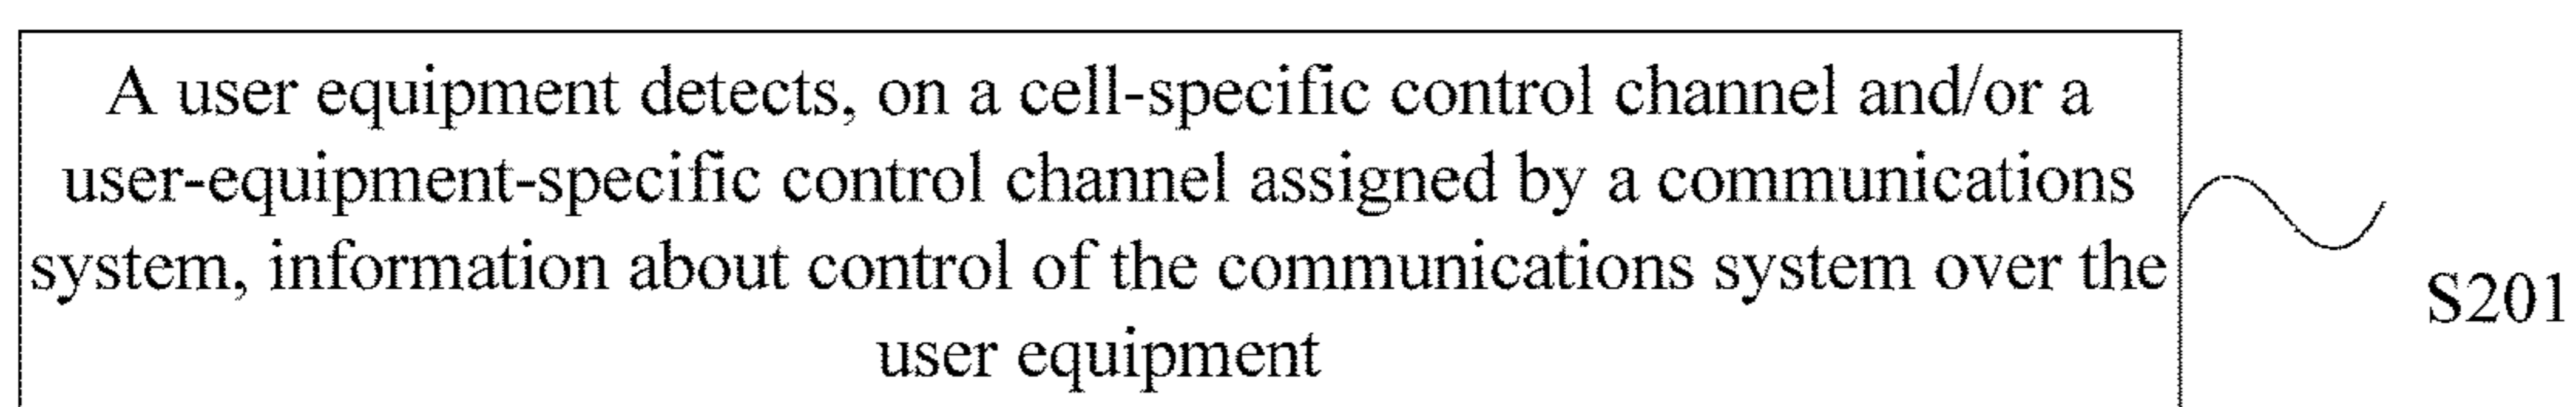 A user equipment detects, on a cell-specific control channel and/or a
user-equipment-specific control channel assigned by a communications
system, information about control of the communications system over the
user equipment
S201